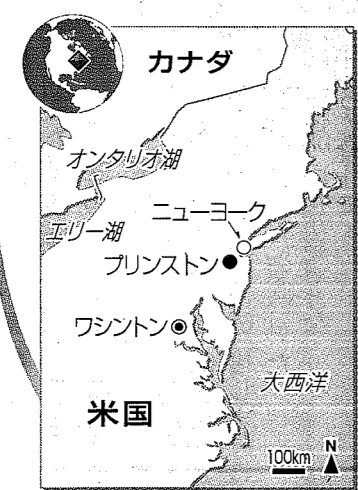 カナダ
オンタリオ湖
ニューヨーク
エリー湖
プリンストン
ワシントン
大西洋
米国
100km
N